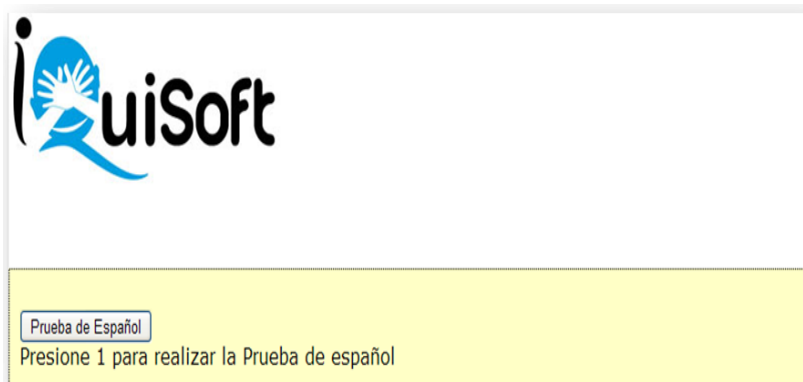 iQuiSoft
Prueba de Español
Presione 1 para realizar la Prueba de español